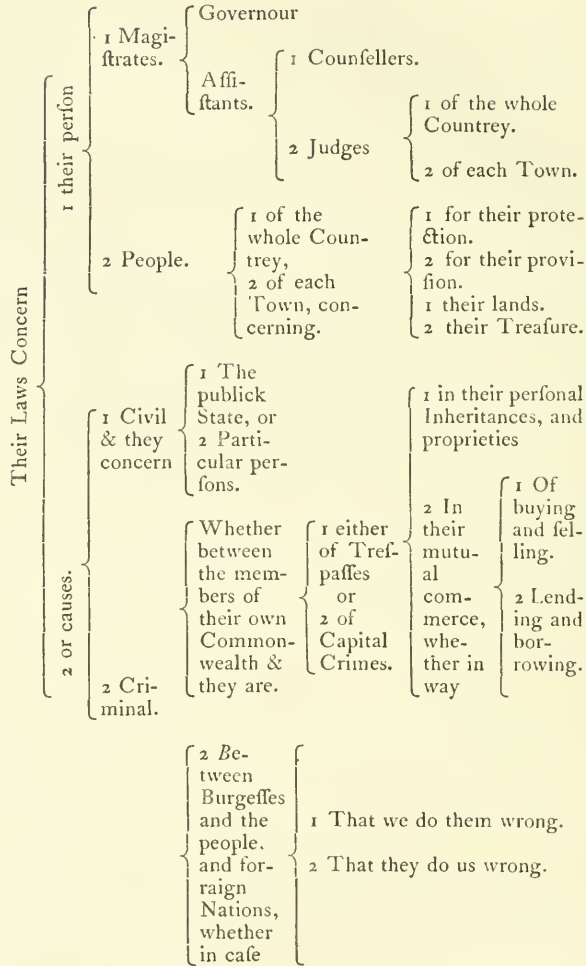 Their Laws Concern
1 their perſon
1 Magi-
ſtrates.
Governour
Aſſi-
ſtants.
1 Counſellers.
2 Judges
1 of the whole
Countrey.
2 of each Town.
2 People.
1 of the
whole Coun-
trey,
2 of each
Town, con-
cerning.
1 for their prote-
ction.
2 for their provi-
ſion.
1 their lands.
2 their Treaſure.
2 or cauſes.
1 Civil
& they
concern
1 The
publick
State, or
2 Parti-
cular per-
ſons.
1 in their perſonal
Inheritances, and
proprieties
2 In
their
mutu-
al
com-
merce,
whe-
ther in
way
1 Of
buying
and ſel-
ling.
2 Lend-
ing and
bor-
rowing.
2 Cri-
minal.
Whether
between
the mem-
bers of
their own
Common-
wealth &
they are.
1 either
of Treſ-
paſſes
or
2 of
Capital
Crimes.
2 Be-
tween
Burgeſſes
and the
people.
and for-
raign
Nations,
whether
in caſe
1 That we do them wrong.
2 That they do us wrong.